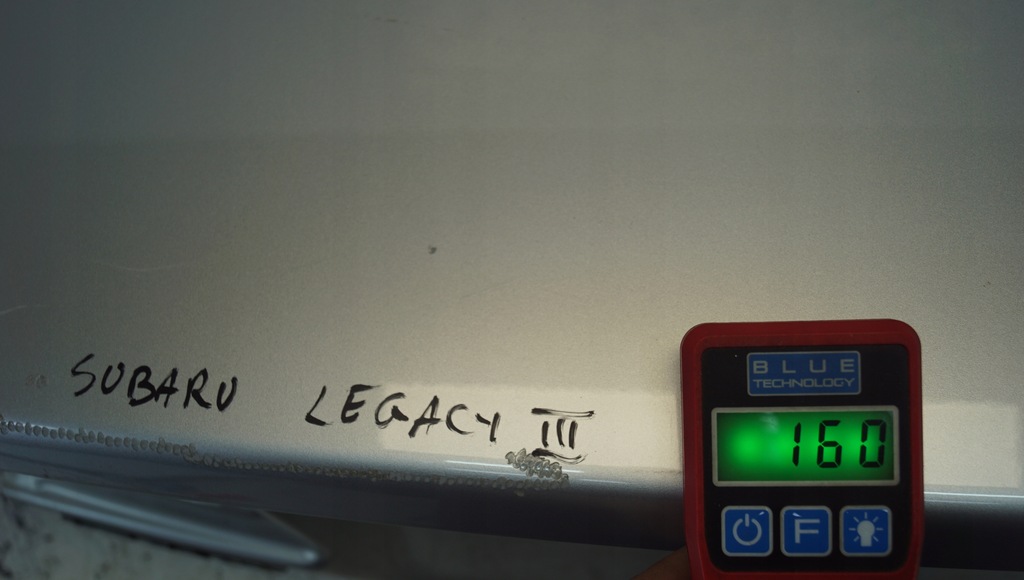 SUBARU LEGACY III
BLUE
TECHNOLOGY
160
F